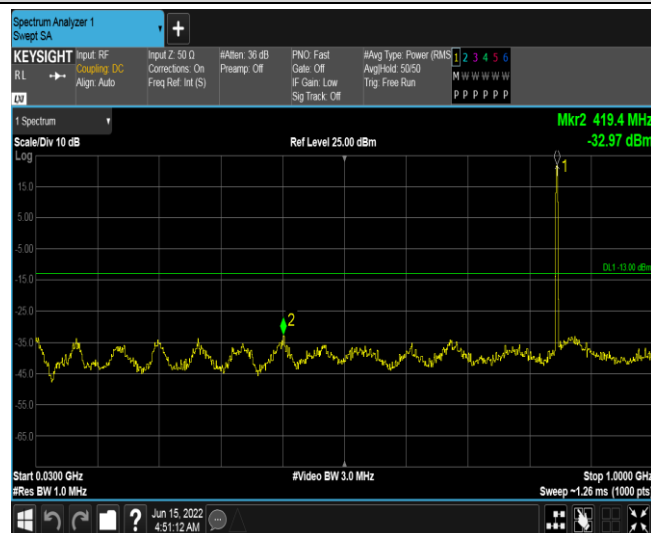 Spectrum Analyzer 1
Swept SA
+
KEYSIGHT
RL
LXI
Input: RF
Coupling: DC
Align: Auto
Input Z: 50 Ω
Corrections: On
Freq Ref: Int (S)
#Atten: 36 dB
Preamp: Off
PNO: Fast
Gate: Off
IF Gain: Low
Sig Track: Off
#Avg Type: Power (RMS
Avg|Hold: 50/50
Trig: Free Run
1 2 3 4 5 6
M W W W W W
P P P P P P
1 Spectrum
Mkr2 419.4 MHz
-32.97 dBm
Scale/Div 10 dB
Ref Level 25.00 dBm
Log
1
15.0
5.00
-5.00
DL1 -13.00 dBm
-15.0
-25.0
2
-35.0
-45.0
-55.0
-65.0
Start 0.0300 GHz
#Video BW 3.0 MHz
Stop 1.0000 GHz
#Res BW 1.0 MHz
Sweep ~1.26 ms (1000 pts)
?
Jun 15, 2022
4:51:12 AM